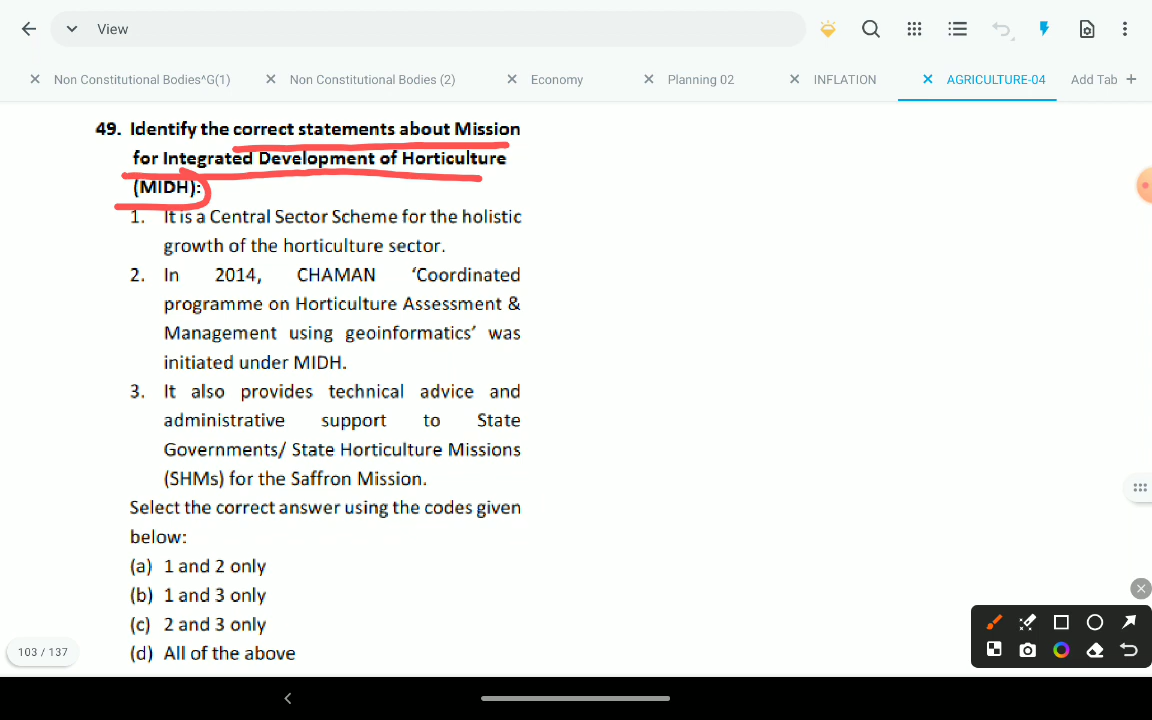 View
Non Constitutional Bodies^G(1) Non Constitutional Bodies (2) Economy Planning 02 INFLATION AGRICULTURE-04 Add Tab
49. Identify the correct statements about Mission
for Integrated Development of Horticulture
(MIDH):
1. It is a Central Sector Scheme for the holistic
growth of the horticulture sector.
2. In 2014, CHAMAN ‘Coordinated
programme on Horticulture Assessment &
Management using geoinformatics’ was
initiated under MIDH.
3. It also provides technical advice and
administrative support to State
Governments/ State Horticulture Missions
(SHMs) for the Saffron Mission.
Select the correct answer using the codes given
below:
(a) 1 and 2 only
(b) 1 and 3 only
(c) 2 and 3 only
(d) All of the above
103 / 137